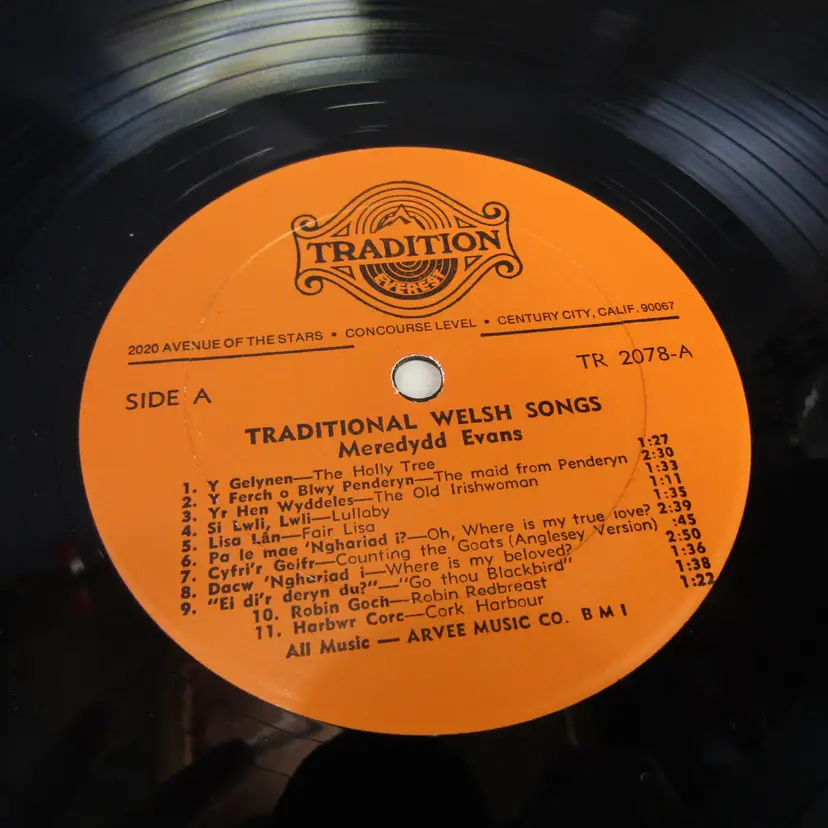 TRADITION
EVEREST
2020 AVENUE OF THE STARS • CONCOURSE LEVEL • CENTURY CITY, CALIF. 90067
SIDE A
TR 2078-A
TRADITIONAL WELSH SONGS
Meredydd Evans
1. Y Gelynen—The Holly Tree 1:27
2. Y Ferch o Blwy Penderyn—The maid from Penderyn 2:30
3. Yr Hen Wyddeles—The Old Irishwoman 1:33
4. Si Lwli, Lwli—Lullaby 1:11
5. Lisa Lân—Fair Lisa 1:35
6. Pa le mae 'Nghariad i?—Oh, Where is my true love? 2:39
7. Cyfri'r Geifr—Counting the Goats (Anglesey Version) :45
8. Dacw 'Nghariad i—Where is my beloved? 2:50
9. "Ei di'r deryn du?"—"Go thou Blackbird" 1:36
10. Robin Goch—Robin Redbreast 1:38
11. Harbwr Corc—Cork Harbour 1:22
All Music — ARVEE MUSIC CO. B M I